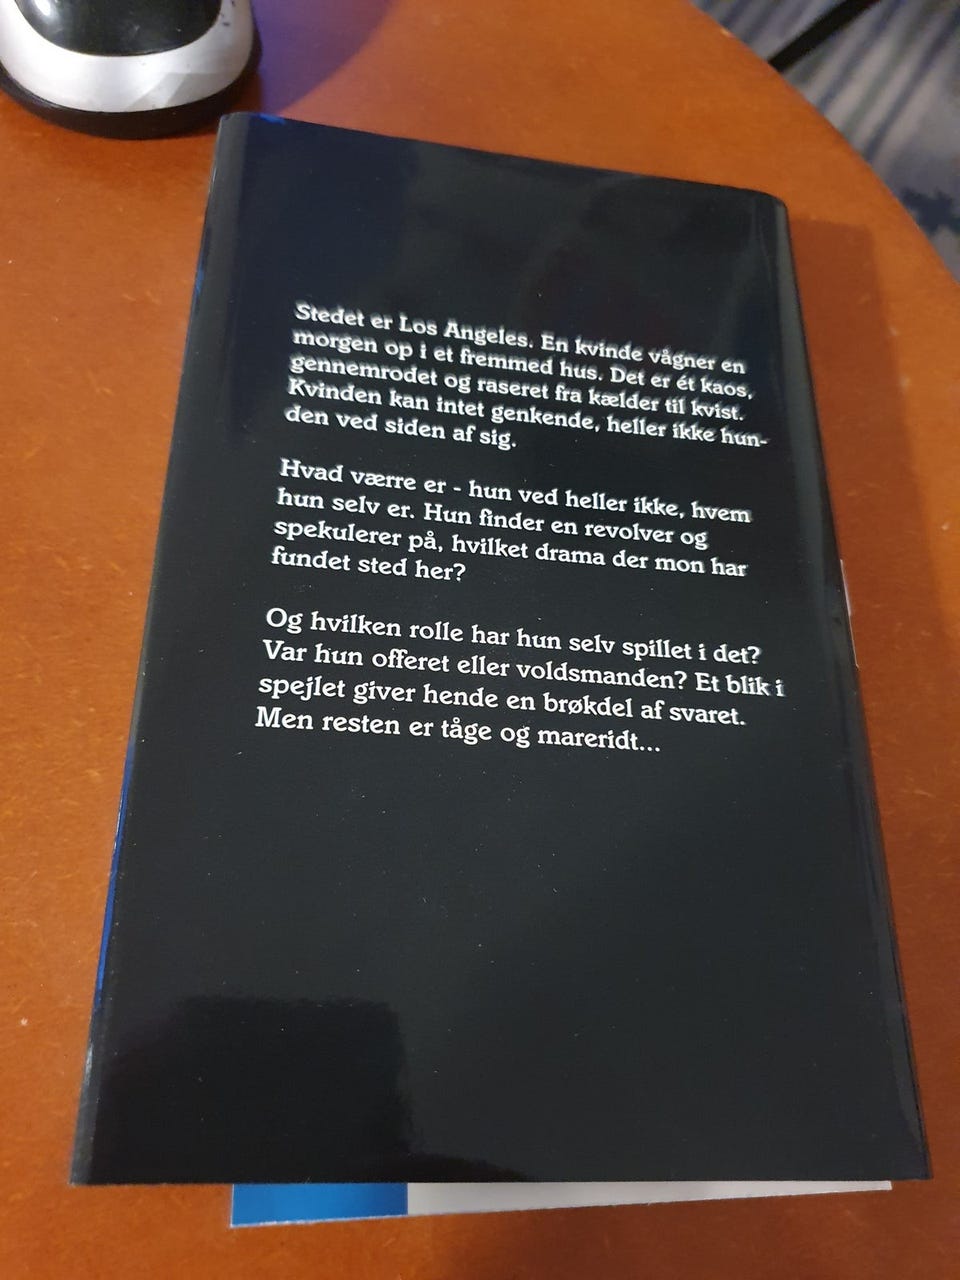 Stedet er Los Angeles. En kvinde vågner en
morgen op i et fremmed hus. Det er ét kaos,
gennemrodet og raseret fra kælder til kvist.
Kvinden kan intet genkende, heller ikke hun-
den ved siden af sig.
Hvad værre er - hun ved heller ikke, hvem
hun selv er. Hun finder en revolver og
spekulerer på, hvilket drama der mon har
fundet sted her?
Og hvilken rolle har hun selv spillet i det?
Var hun offeret eller voldsmanden? Et blik i
spejlet giver hende en brøkdel af svaret.
Men resten er tåge og mareridt...